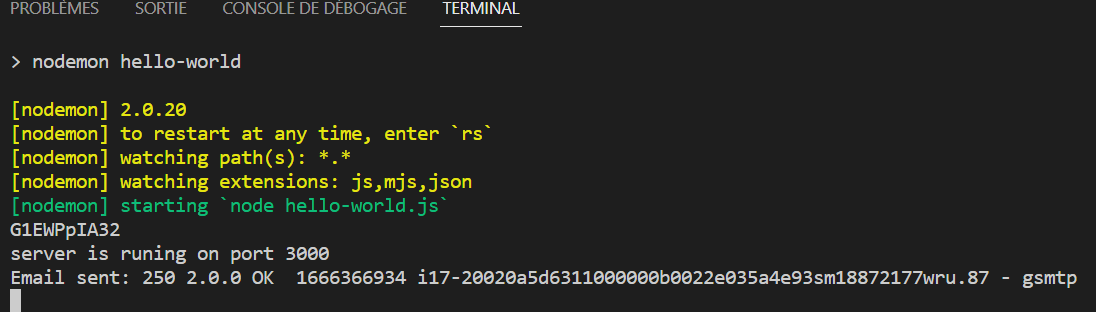 PROBLÈMES SORTIE CONSOLE DE DÉBOGAGE TERMINAL
> nodemon hello-world
[nodemon] 2.0.20
[nodemon] to restart at any time, enter `rs`
[nodemon] watching path(s): *.*
[nodemon] watching extensions: js,mjs,json
[nodemon] starting `node hello-world.js`
G1EWPpIA32
server is runing on port 3000
Email sent: 250 2.0.0 OK  1666366934 i17-20020a5d6311000000b0022e035a4e93sm18872177wru.87 - gsmtp